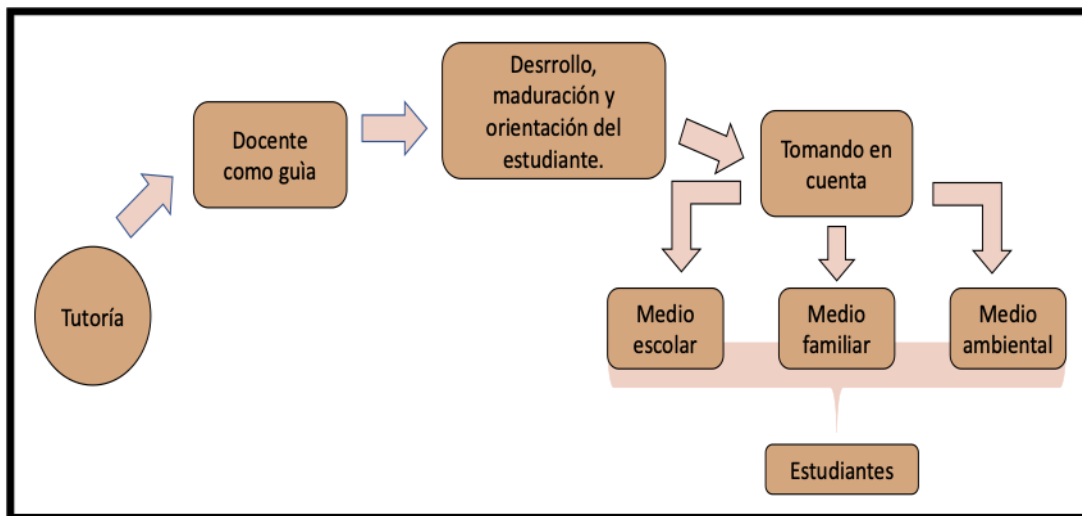 Tutoría
Docente
como guìa
Desrrollo,
maduración y
orientación del
estudiante.
Tomando en
cuenta
Medio
escolar
Medio
familiar
Medio
ambiental
Estudiantes